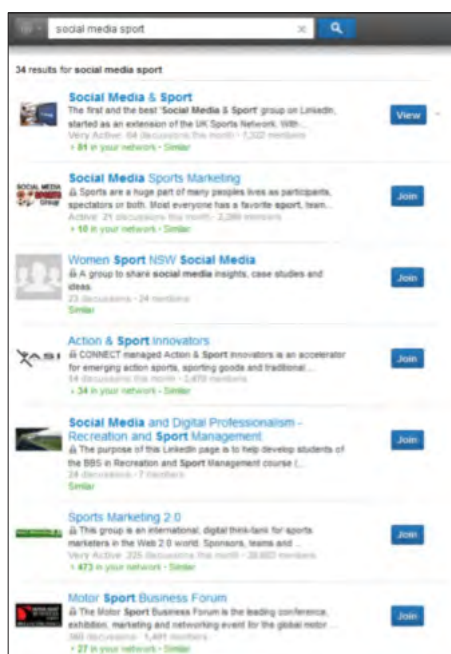 social media sport
34 results for social media sport
Social Media & Sport
The first and the best 'Social Media & Sport' group on LinkedIn,
started as an extension of the UK Sports Network. With...
Very Active: 64 discussions this month · 1,322 members
81 in your network · Similar
View
SOCIAL MEDIA
SPORTS
Group
Social Media Sports Marketing
Sports are a huge part of many peoples lives as participants,
spectators or both. Most everyone has a favorite sport, team...
Active: 21 discussions this month · members
10 in your network · Similar
Join
Women Sport NSW Social Media
A group to share social media insights, case studies and
ideas
23 discussions · 24 members
Similar
Join
ASI
Action & Sport Innovators
CONNECT managed Action & Sport Innovators is an accelerator
for emerging action sports, sporting goods and traditional...
discussions this month · members
34 in your network · Similar
Join
Social Media and Digital Professionalism -
Recreation and Sport Management
The purpose of this LinkedIn page is to help develop students of
the BBS in Recreation and Sport Management course (...
24 discussions · 7 members
Similar
Join
Sports Marketing 2.0
This group is an international, digital think-tank for sports
marketers in the Web 2.0 world. Sponsors, teams and ...
Very Active: discussions this month · members
473 in your network · Similar
Join
Motor Sport Business Forum
The Motor Sport Business Forum is the leading conference,
exhibition, marketing and networking event for the global motor ...
discussions · members
27 in your network · Similar
Join